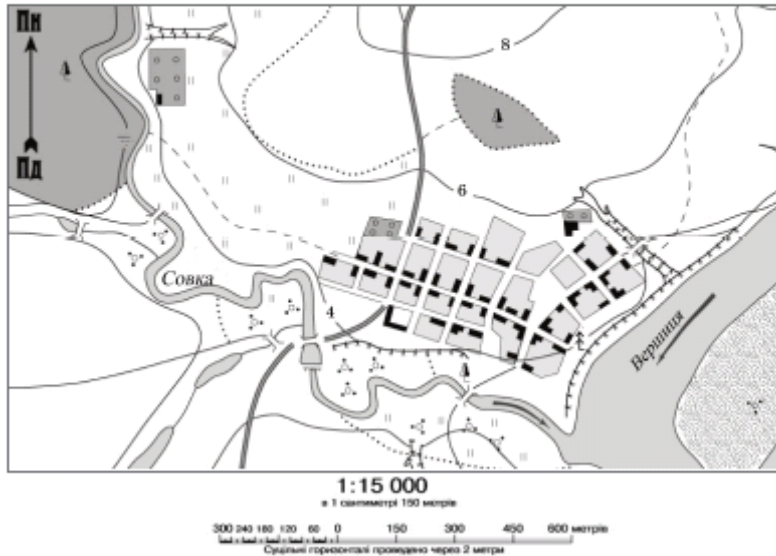 Пн
8
6
Пд
Совка
4
Вершиця
1:15 000
в 1 сантиметрі 150 метрів
300 240 180 120 60 0 150 300 450 600 метрів
Суцільні горизонталі проведено через 2 метри